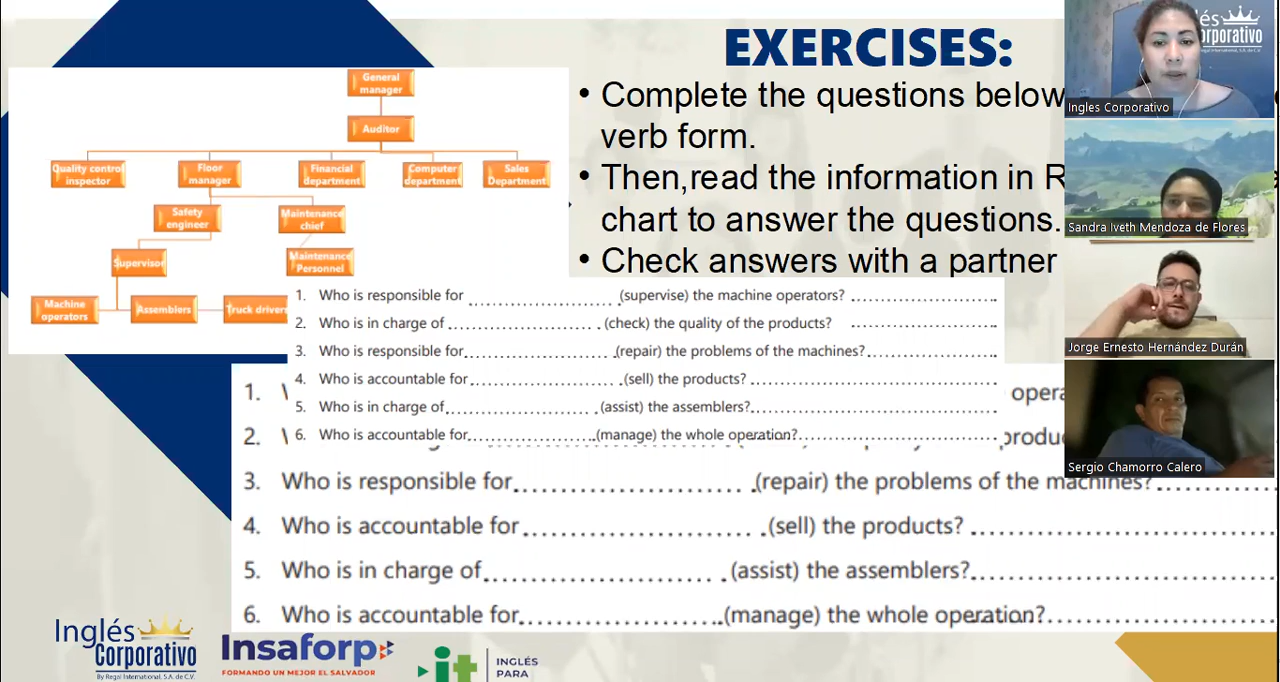 EXERCISES:
• Complete the questions below
verb form.
• Then,read the information in R
chart to answer the questions.
• Check answers with a partner
General manager
Auditor
Quality control inspector
Floor manager
Financial department
Computer department
Sales Department
Safety engineer
Maintenance chief
Supervisor
Maintenance Personnel
Machine operators
Assemblers
Truck drivers
1. Who is responsible for .............................. (supervise) the machine operators? ..............................
2. Who is in charge of .............................. (check) the quality of the products? ..............................
3. Who is responsible for.............................. (repair) the problems of the machines?..............................
4. Who is accountable for.............................. (sell) the products? ..............................
5. Who is in charge of.............................. (assist) the assemblers?..............................
6. Who is accountable for..............................(manage) the whole operation?..............................
1.
2.
3. Who is responsible for.............................. (repair) the problems of the machines?..........
4. Who is accountable for.............................. (sell) the products? ..............................
5. Who is in charge of.............................. (assist) the assemblers?..............................
6. Who is accountable for..............................(manage) the whole operation?..............................
Inglés
Corporativo
By Regal International, S.A. de C.V.
Insaforp
FORMANDO UN MEJOR EL SALVADOR
it
INGLÉS
PARA
Ingles Corporativo
Sandra Iveth Mendoza de Flores
Jorge Ernesto Hernández Durán
Sergio Chamorro Calero